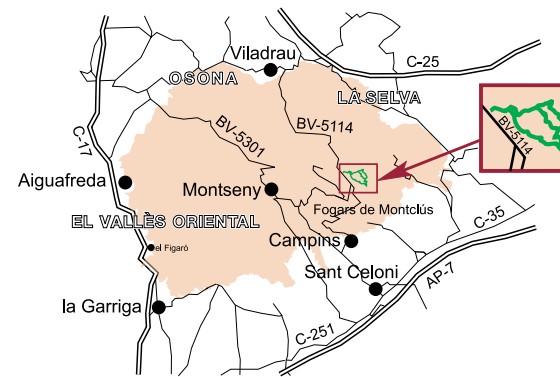 Viladrau
C-25
OSONA
LA SELVA
BV-5114
BV-5301
C-17
BV-5114
Aiguafreda
Montseny
Fogars de Montclús
EL VALLÈS ORIENTAL
C-35
el Figaró
Campins
Sant Celoni
AP-7
la Garriga
C-251